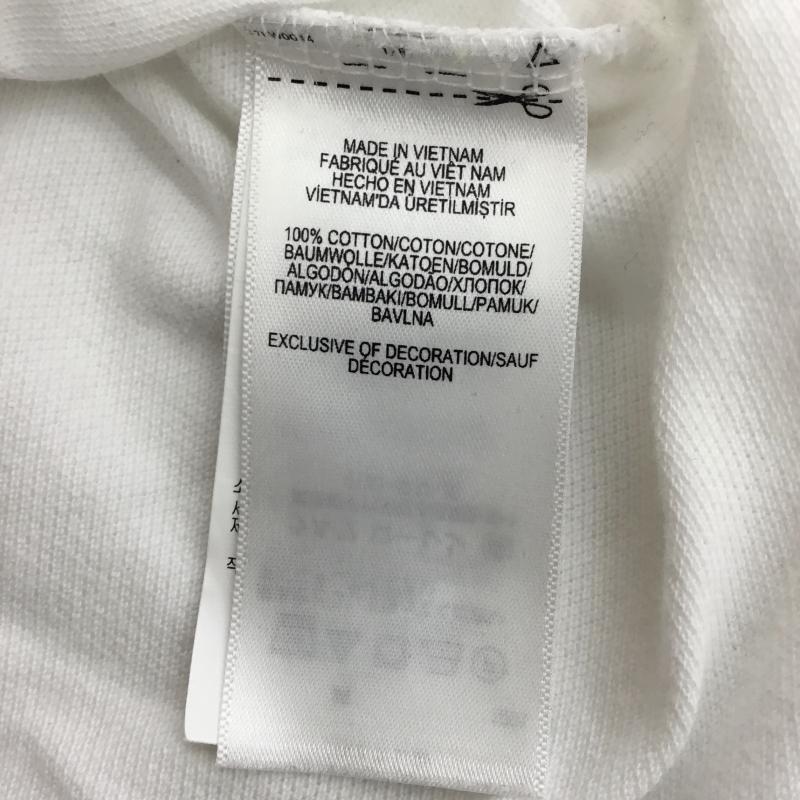 MADE IN VIETNAM
FABRIQUÉ AU VIÊT NAM
HECHO EN VIETNAM
VİETNAM'DA ÜRETİLMİŞTİR
100% COTTON/COTON/COTONE/
BAUMWOLLE/KATOEN/BOMULD/
ALGODÓN/ALGODÃO/ХЛОПОК/
ПАМУК/BAMBAKI/BOMULL/PAMUK/
BAVLNA
EXCLUSIVE OF DECORATION/SAUF
DÉCORATION